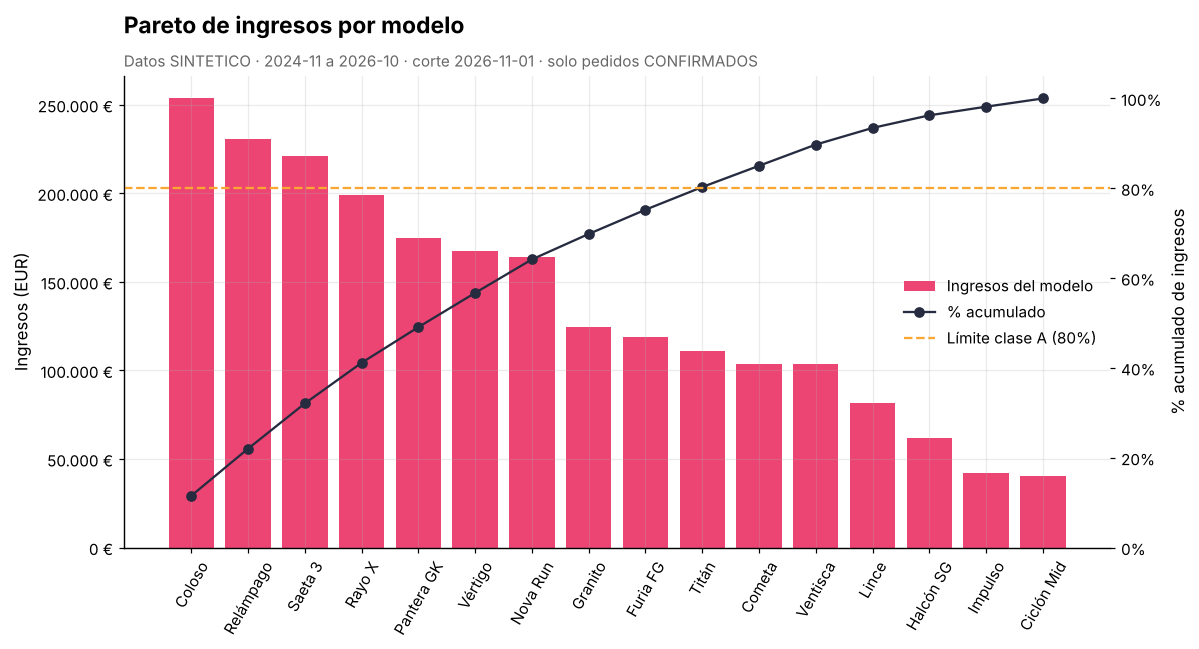 Pareto de ingresos por modelo
Datos SINTETICO · 2024-11 a 2026-10 · corte 2026-11-01 · solo pedidos CONFIRMADOS
Ingresos (EUR)
250.000 €
200.000 €
150.000 €
100.000 €
50.000 €
0 €
100%
80%
60%
40%
20%
0%
% acumulado de ingresos
Ingresos del modelo
% acumulado
Límite clase A (80%)
Coloso
Relámpago
Saeta 3
Rayo X
Pantera GK
Vértigo
Nova Run
Granito
Furia FG
Titán
Cometa
Ventisca
Lince
Halcón SG
Impulso
Ciclón Mid